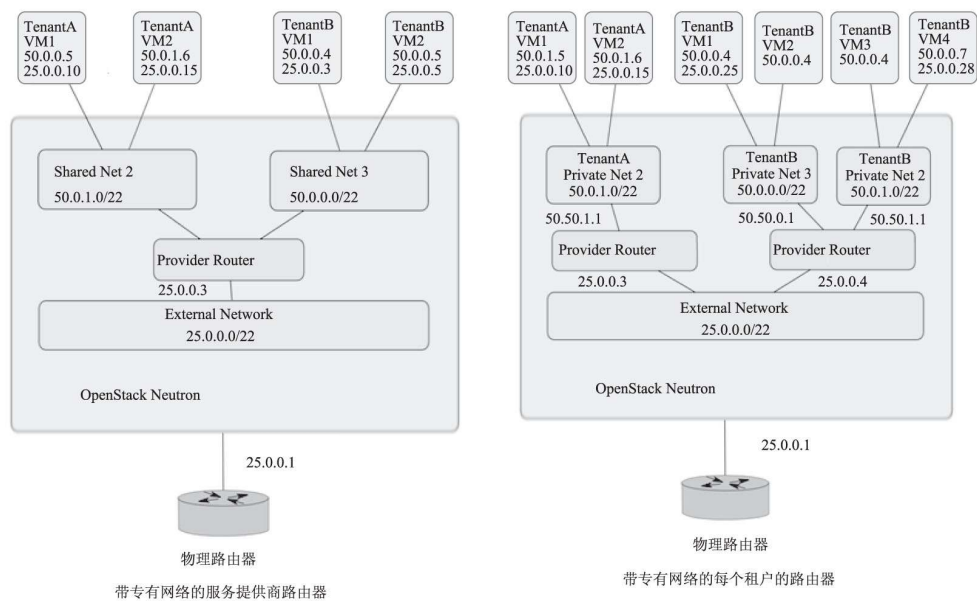 TenantA
VM1
50.0.0.5
25.0.0.10
TenantA
VM2
50.0.1.6
25.0.0.15
TenantB
VM1
50.0.0.4
25.0.0.3
TenantB
VM2
50.0.0.5
25.0.0.5
Shared Net 2
50.0.1.0/22
Shared Net 3
50.0.0.0/22
Provider Router
25.0.0.3
External Network
25.0.0.0/22
OpenStack Neutron
25.0.0.1
物理路由器
带专有网络的服务提供商路由器
TenantA
VM1
50.0.1.5
25.0.0.10
TenantA
VM2
50.0.1.6
25.0.0.15
TenantB
VM1
50.0.0.4
25.0.0.25
TenantB
VM2
50.0.0.4
TenantB
VM3
50.0.0.4
TenantB
VM4
50.0.0.7
25.0.0.28
TenantA
Private Net 2
50.0.1.0/22
TenantB
Private Net 3
50.0.0.0/22
TenantB
Private Net 2
50.0.1.0/22
50.50.1.1
50.50.0.1
50.50.1.1
Provider Router
Provider Router
25.0.0.3
25.0.0.4
External Network
25.0.0.0/22
OpenStack Neutron
25.0.0.1
物理路由器
带专有网络的每个租户的路由器